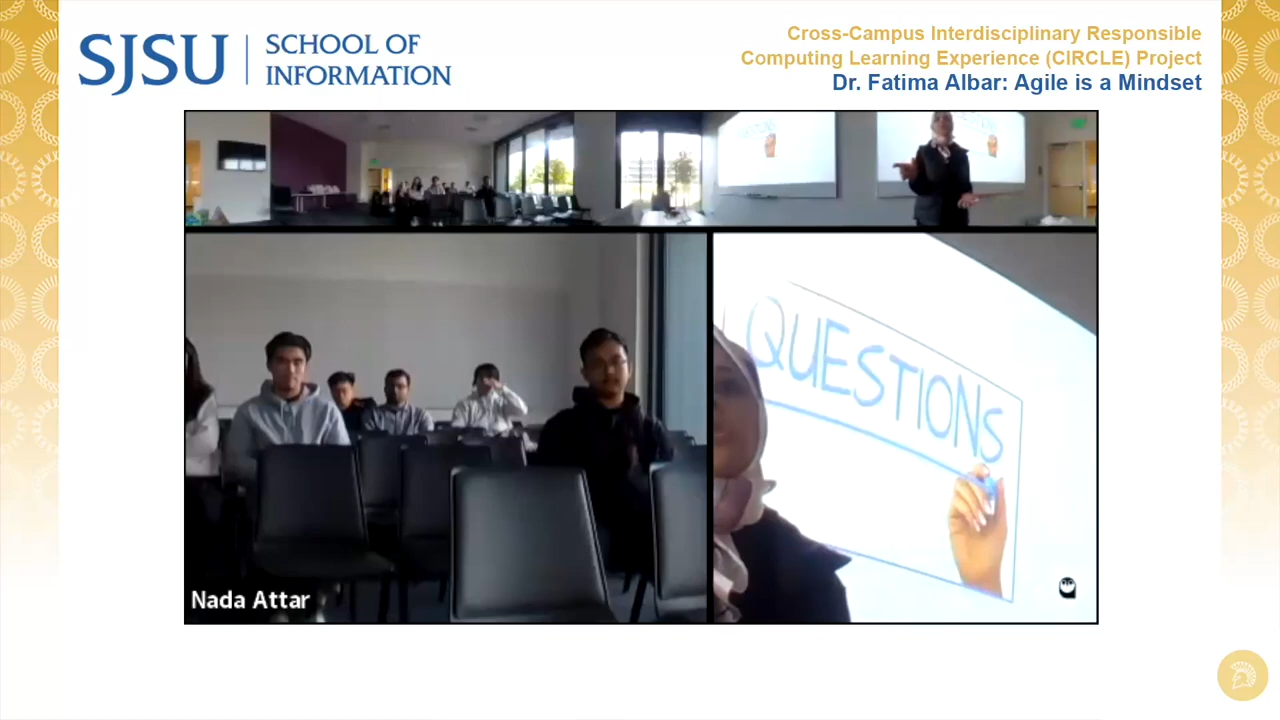 SJSU
SCHOOL OF
INFORMATION
Cross-Campus Interdisciplinary Responsible
Computing Learning Experience (CIRCLE) Project
Dr. Fatima Albar: Agile is a Mindset
QUESTIONS
Nada Attar